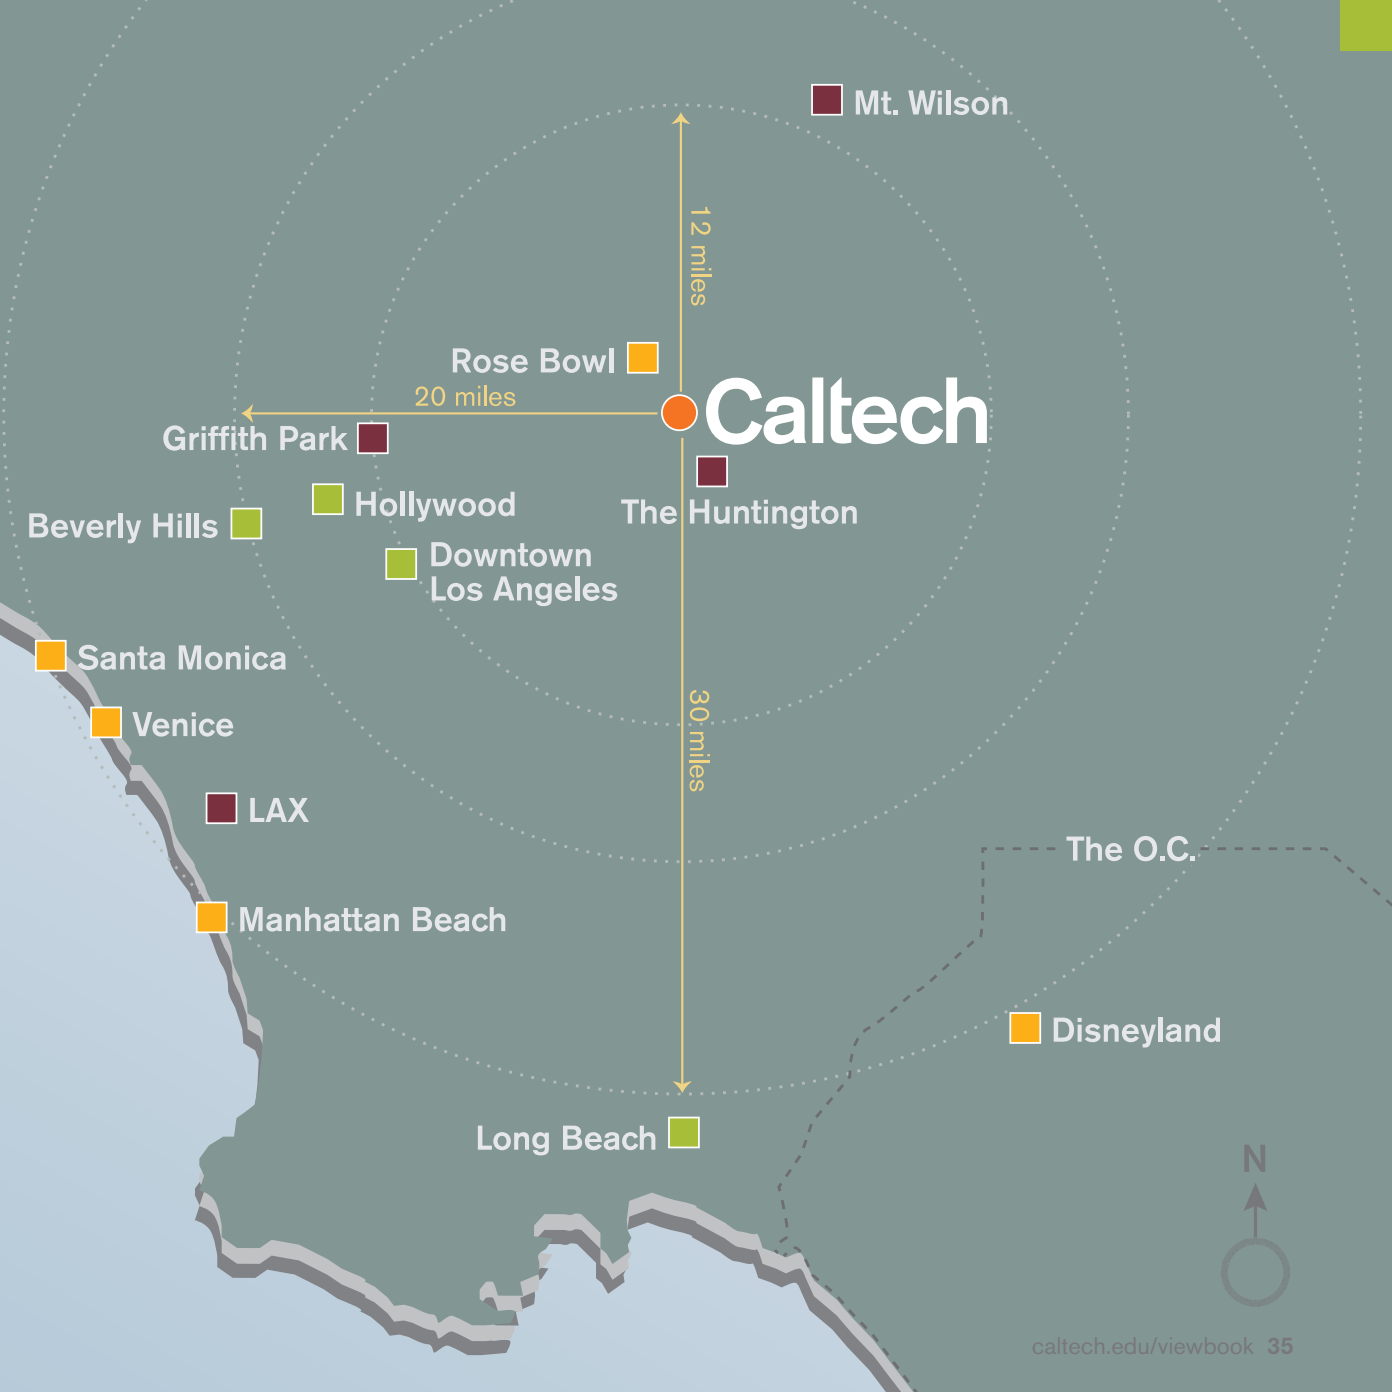 Mt. Wilson
12 miles
Rose Bowl
20 miles
Caltech
Griffith Park
Hollywood
The Huntington
Beverly Hills
Downtown
Los Angeles
Santa Monica
30 miles
Venice
LAX
The O.C.
Manhattan Beach
Disneyland
Long Beach
N
caltech.edu/viewbook 35